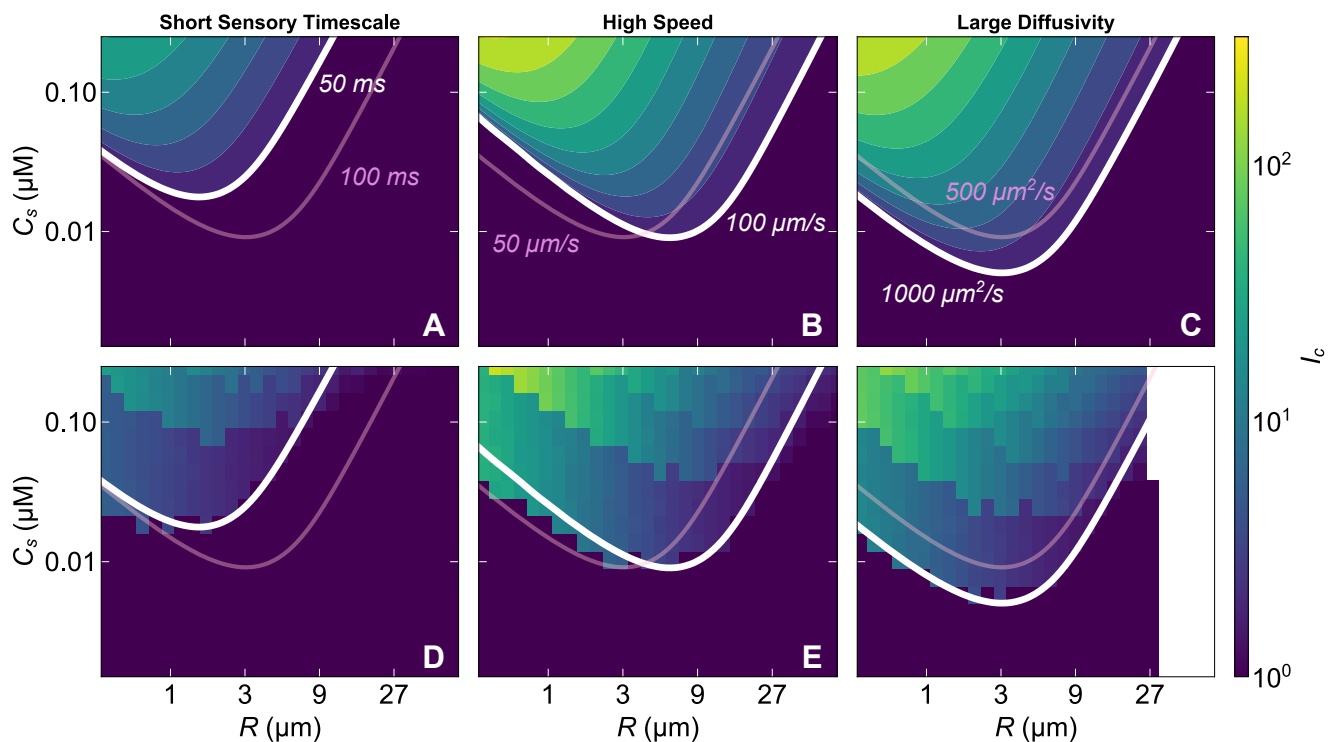 Short Sensory Timescale
High Speed
Large Diffusivity
50 ms
100 ms
0.10
0.01
C_s (μM)
A
50 μm/s
100 μm/s
B
500 μm²/s
1000 μm²/s
C
0.10
0.01
C_s (μM)
D
E
1 3 9 27
1 3 9 27
1 3 9 27
R (μm)
R (μm)
R (μm)
10²
10¹
10⁰
I_c